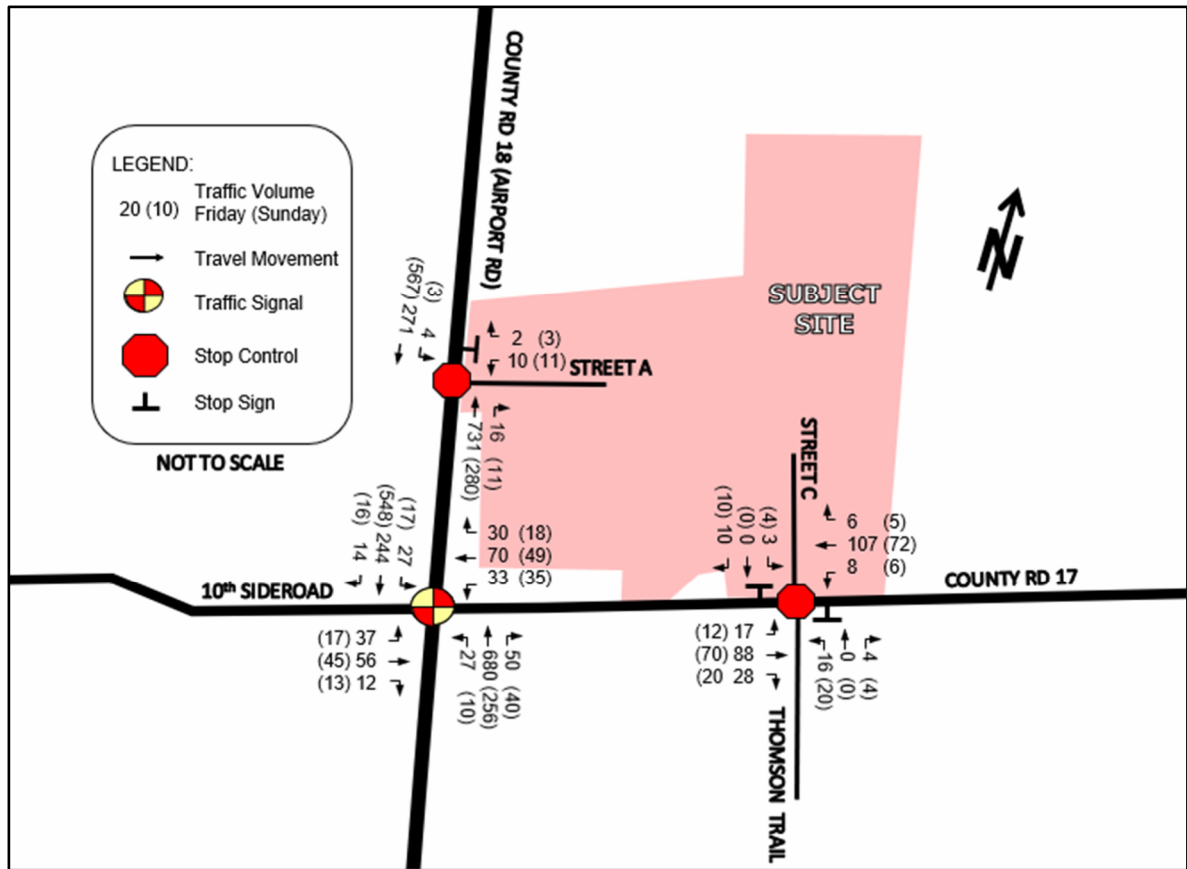 LEGEND:
20 (10)
Traffic Volume
Friday (Sunday)
Travel Movement
Traffic Signal
Stop Control
Stop Sign
NOT TO SCALE
COUNTY RD 18 (AIRPORT RD)
N
SUBJECT
SITE
(3)
4
(567) 271
2 (3)
10 (11)
STREET A
16 (11)
731 (280)
STREET C
(17) 27
(548) 244
(16) 14
30 (18)
70 (49)
33 (35)
(4) 3
(0) 0
(10) 10
6 (5)
107 (72)
8 (6)
10th SIDEROAD
COUNTY RD 17
(17) 37
(45) 56
(13) 12
50 (40)
680 (256)
27 (10)
(12) 17
(70) 88
(20 28
4 (4)
0 (0)
16 (20)
THOMSON TRAIL